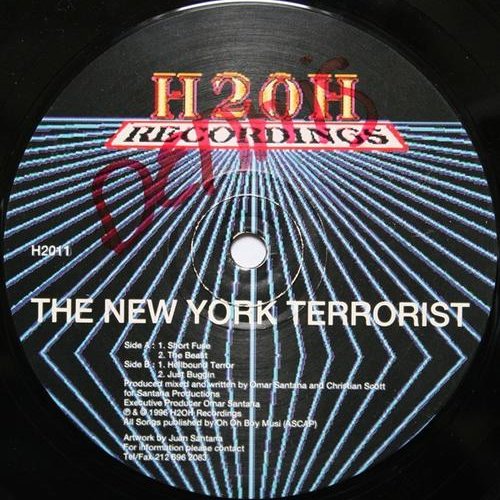 H2OH
RECORDINGS
DENNIS
H2011
THE NEW YORK TERRORIST
Side A : 1. Short Fuse
2. The Beast
Side B : 1. Hellbound Terror
2. Just Buggin
Produced mixed and written by Omar Santana and Christian Scott
for Santana Productions
Executive Producer Omar Santana
℗ & © 1996 H2OH Recordings
All Songs published by Oh Oh Boy Musi (ASCAP)
Artwork by Juan Santana
For information please contact
Tel/Fax 212 696 2083